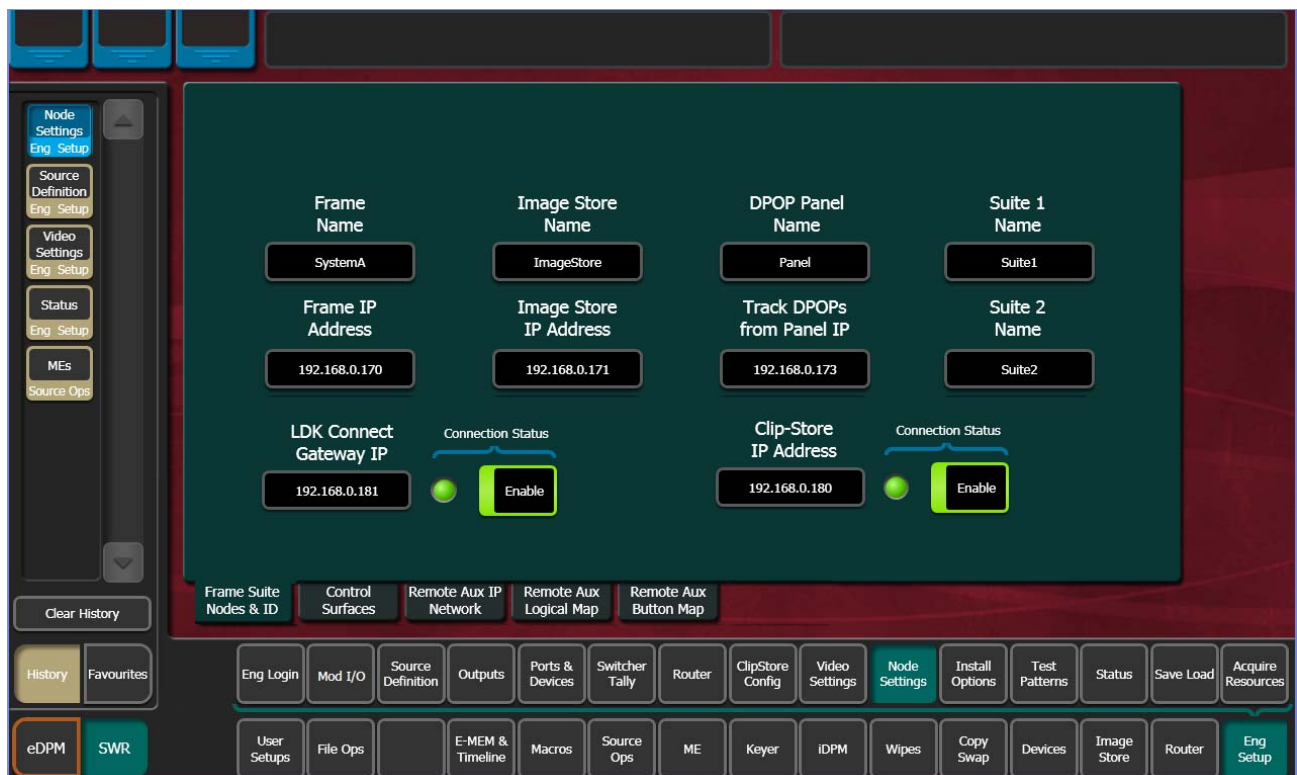 Node
Settings
Eng Setup
Source
Definition
Eng Setup
Video
Settings
Eng Setup
Status
Eng Setup
MEs
Source Ops
Clear History
History
Favourites
eDPM
SWR
Frame
Name
SystemA
Image Store
Name
ImageStore
DPOP Panel
Name
Panel
Suite 1
Name
Suite1
Frame IP
Address
192.168.0.170
Image Store
IP Address
192.168.0.171
Track DPOPs
from Panel IP
192.168.0.173
Suite 2
Name
Suite2
LDK Connect
Gateway IP
192.168.0.181
Connection Status
Enable
Clip-Store
IP Address
192.168.0.180
Connection Status
Enable
Frame Suite
Nodes & ID
Control
Surfaces
Remote Aux IP
Network
Remote Aux
Logical Map
Remote Aux
Button Map
Eng Login
Mod I/O
Source
Definition
Outputs
Ports &
Devices
Switcher
Tally
Router
ClipStore
Config
Video
Settings
Node
Settings
Install
Options
Test
Patterns
Status
Save Load
Acquire
Resources
User
Setups
File Ops
E-MEM &
Timeline
Macros
Source
Ops
ME
Keyer
iDPM
Wipes
Copy
Swap
Devices
Image
Store
Router
Eng
Setup